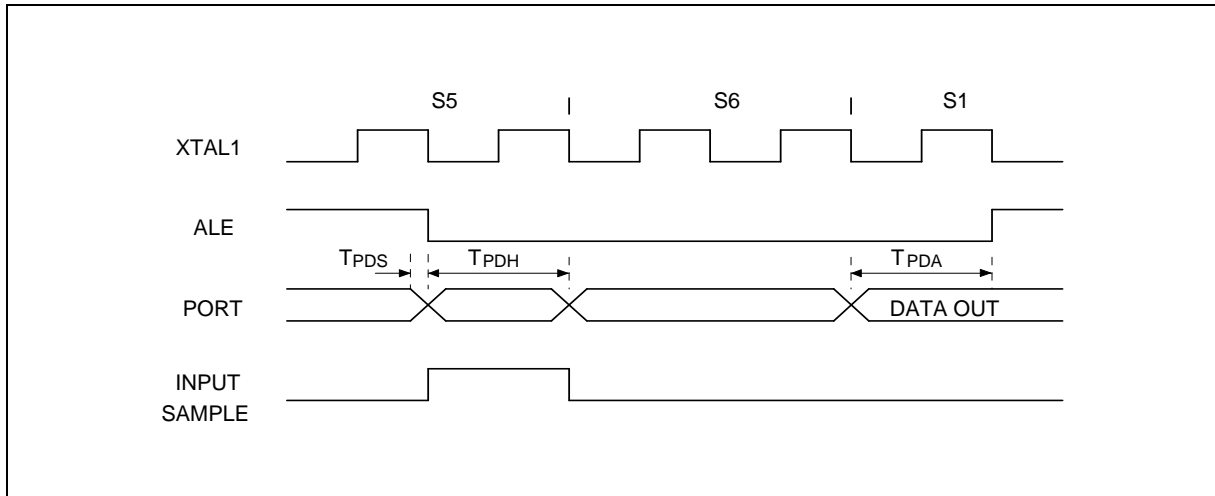 S5 | S6 | S1
XTAL1
ALE
TPDS TPDH TPDA
PORT DATA OUT
INPUT
SAMPLE